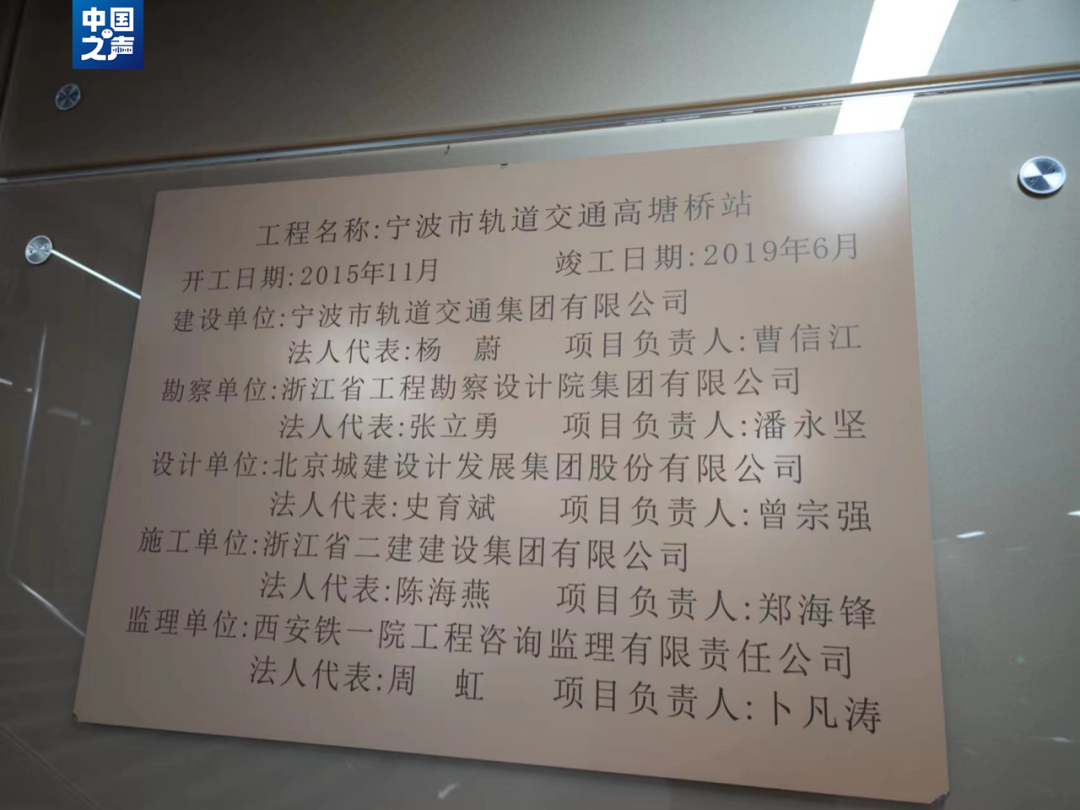 中国
之声
工程名称:宁波市轨道交通高塘桥站
开工日期:2015年11月 竣工日期:2019年6月
建设单位:宁波市轨道交通集团有限公司
法人代表:杨 蔚 项目负责人:曹信江
勘察单位:浙江省工程勘察设计院集团有限公司
法人代表:张立勇 项目负责人:潘永坚
设计单位:北京城建设计发展集团股份有限公司
法人代表:史育斌 项目负责人:曾宗强
施工单位:浙江省二建建设集团有限公司
法人代表:陈海燕 项目负责人:郑海锋
监理单位:西安铁一院工程咨询监理有限责任公司
法人代表:周 虹 项目负责人:卜凡涛